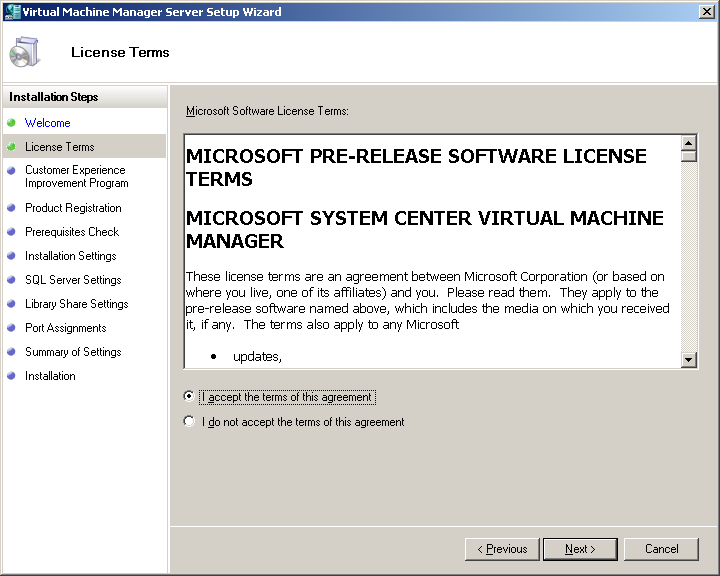 Virtual Machine Manager Server Setup Wizard
License Terms
Installation Steps
Welcome
License Terms
Customer Experience
Improvement Program
Product Registration
Prerequisites Check
Installation Settings
SQL Server Settings
Library Share Settings
Port Assignments
Summary of Settings
Installation
Microsoft Software License Terms:
MICROSOFT PRE-RELEASE SOFTWARE LICENSE
TERMS
MICROSOFT SYSTEM CENTER VIRTUAL MACHINE
MANAGER
These license terms are an agreement between Microsoft Corporation (or based on
where you live, one of its affiliates) and you.  Please read them.  They apply to the
pre-release software named above, which includes the media on which you received
it, if any.  The terms also apply to any Microsoft
• updates,
I accept the terms of this agreement
I do not accept the terms of this agreement
< Previous
Next >
Cancel